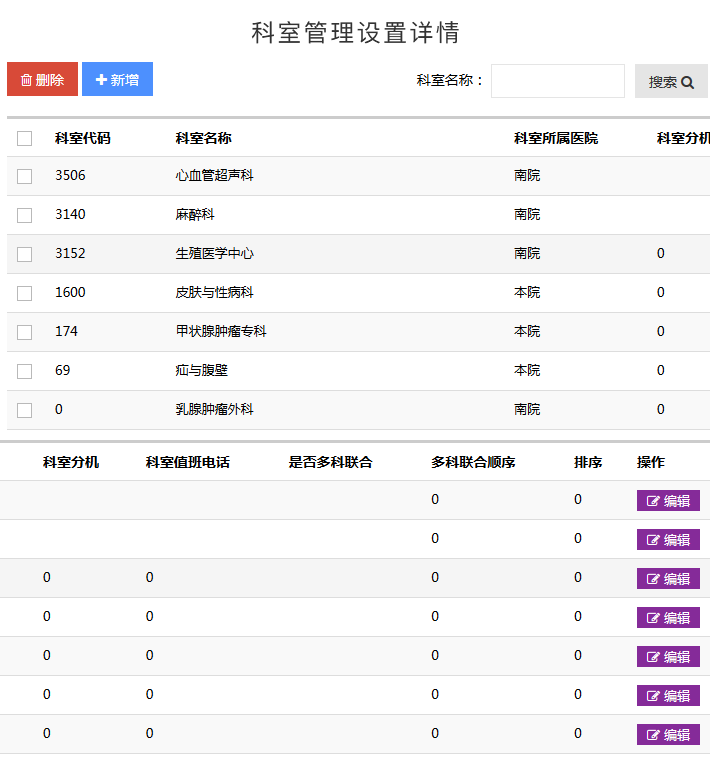 科室管理设置详情
删除 新增 科室名称： 搜索
科室代码 科室名称 科室所属医院 科室分机
3506 心血管超声科 南院
3140 麻醉科 南院
3152 生殖医学中心 南院 0
1600 皮肤与性病科 本院 0
174 甲状腺肿瘤专科 本院 0
69 疝与腹壁 本院 0
0 乳腺肿瘤外科 南院 0
科室分机 科室值班电话 是否多科联合 多科联合顺序 排序 操作
0 0 编辑
0 0 编辑
0 0 0 0 编辑
0 0 0 0 编辑
0 0 0 0 编辑
0 0 0 0 编辑
0 0 0 0 编辑